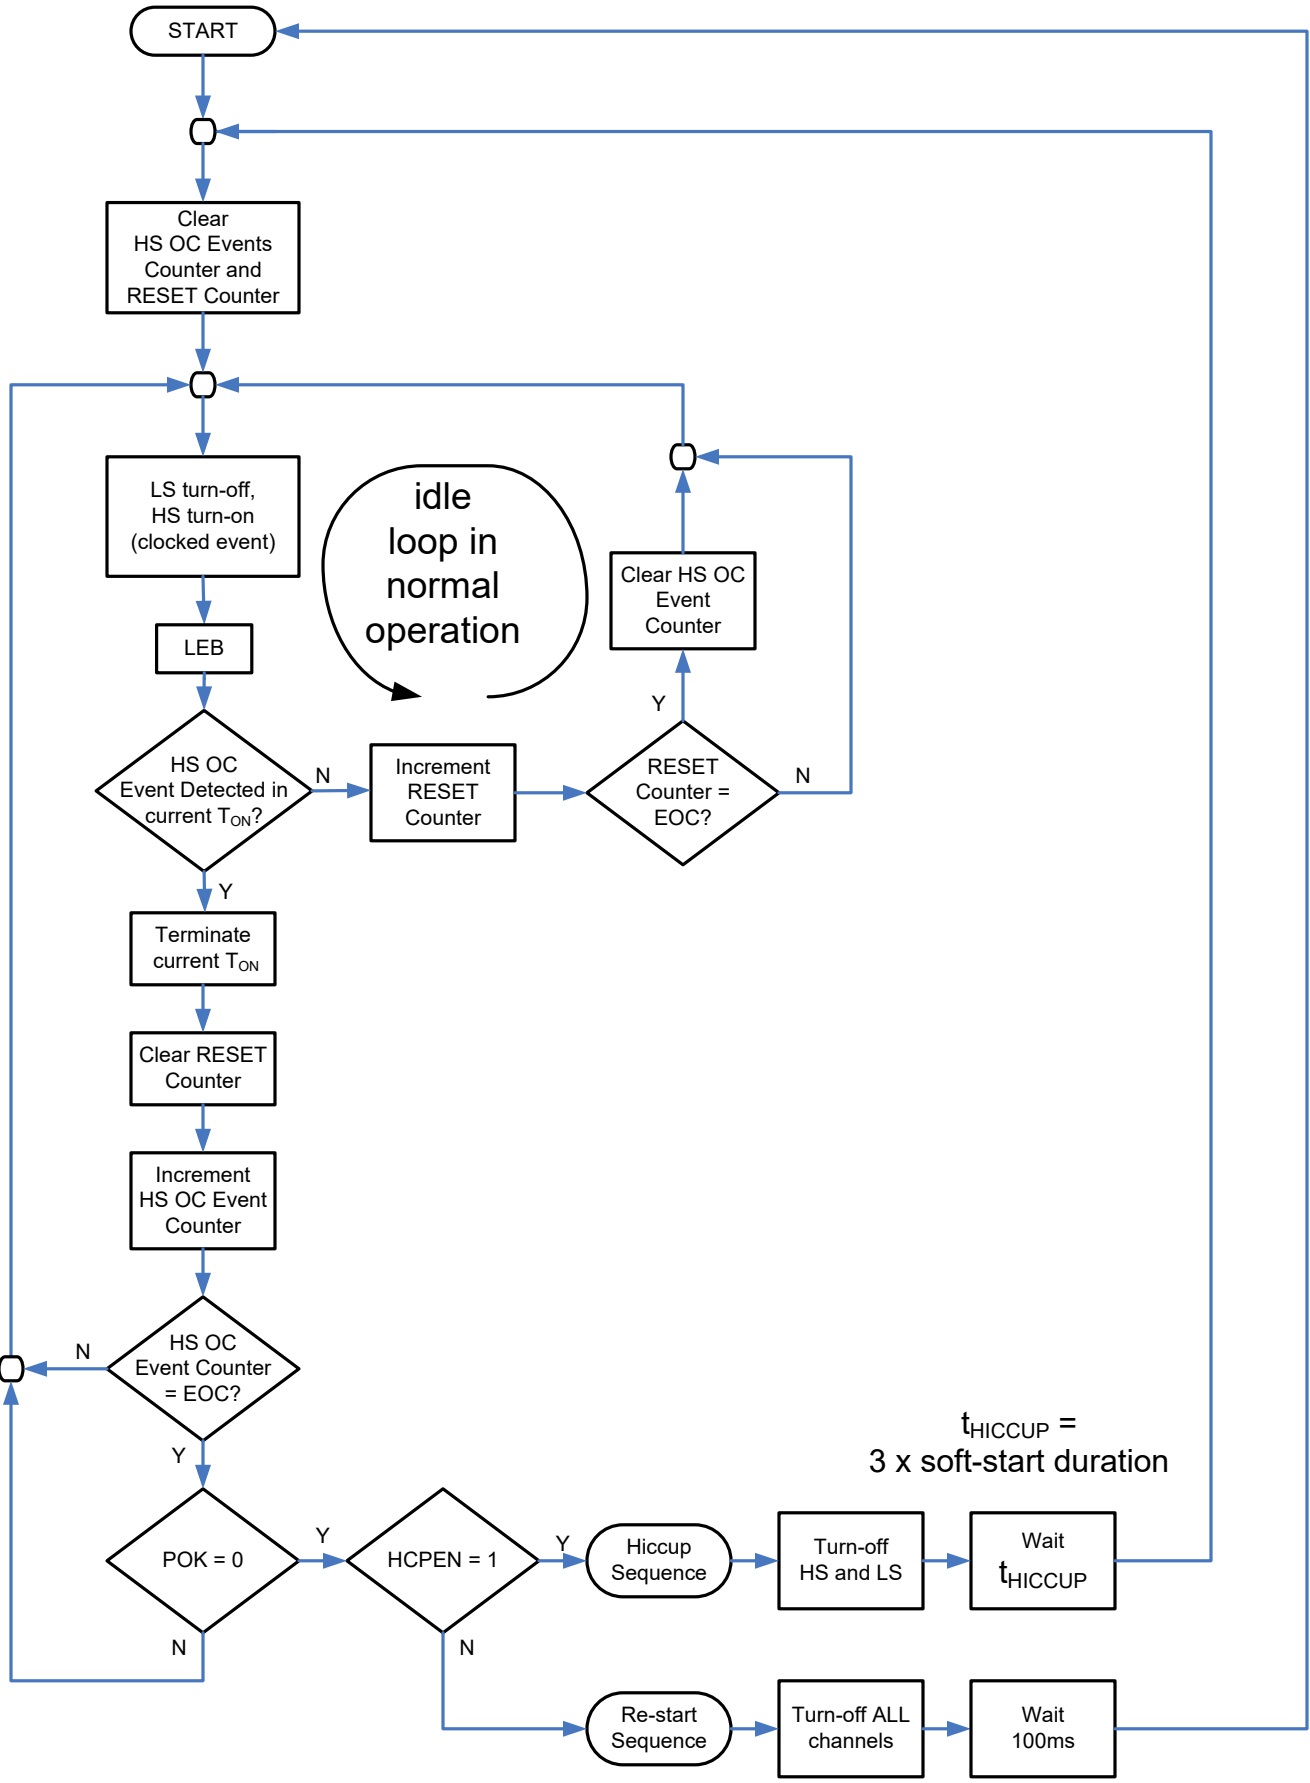 START
Clear
HS OC Events
Counter and
RESET Counter
LS turn-off,
HS turn-on
(clocked event)
idle
loop in
normal
operation
Clear HS OC
Event
Counter
LEB
Y
HS OC
Event Detected in
current TON?
N
Increment
RESET
Counter
RESET
Counter =
EOC?
N
Y
Terminate
current TON
Clear RESET
Counter
Increment
HS OC Event
Counter
HS OC
Event Counter
= EOC?
N
Y
tHICCUP =
3 x soft-start duration
POK = 0
Y
HCPEN = 1
Y
Hiccup
Sequence
Turn-off
HS and LS
Wait
tHICCUP
N
N
Re-start
Sequence
Turn-off ALL
channels
Wait
100ms